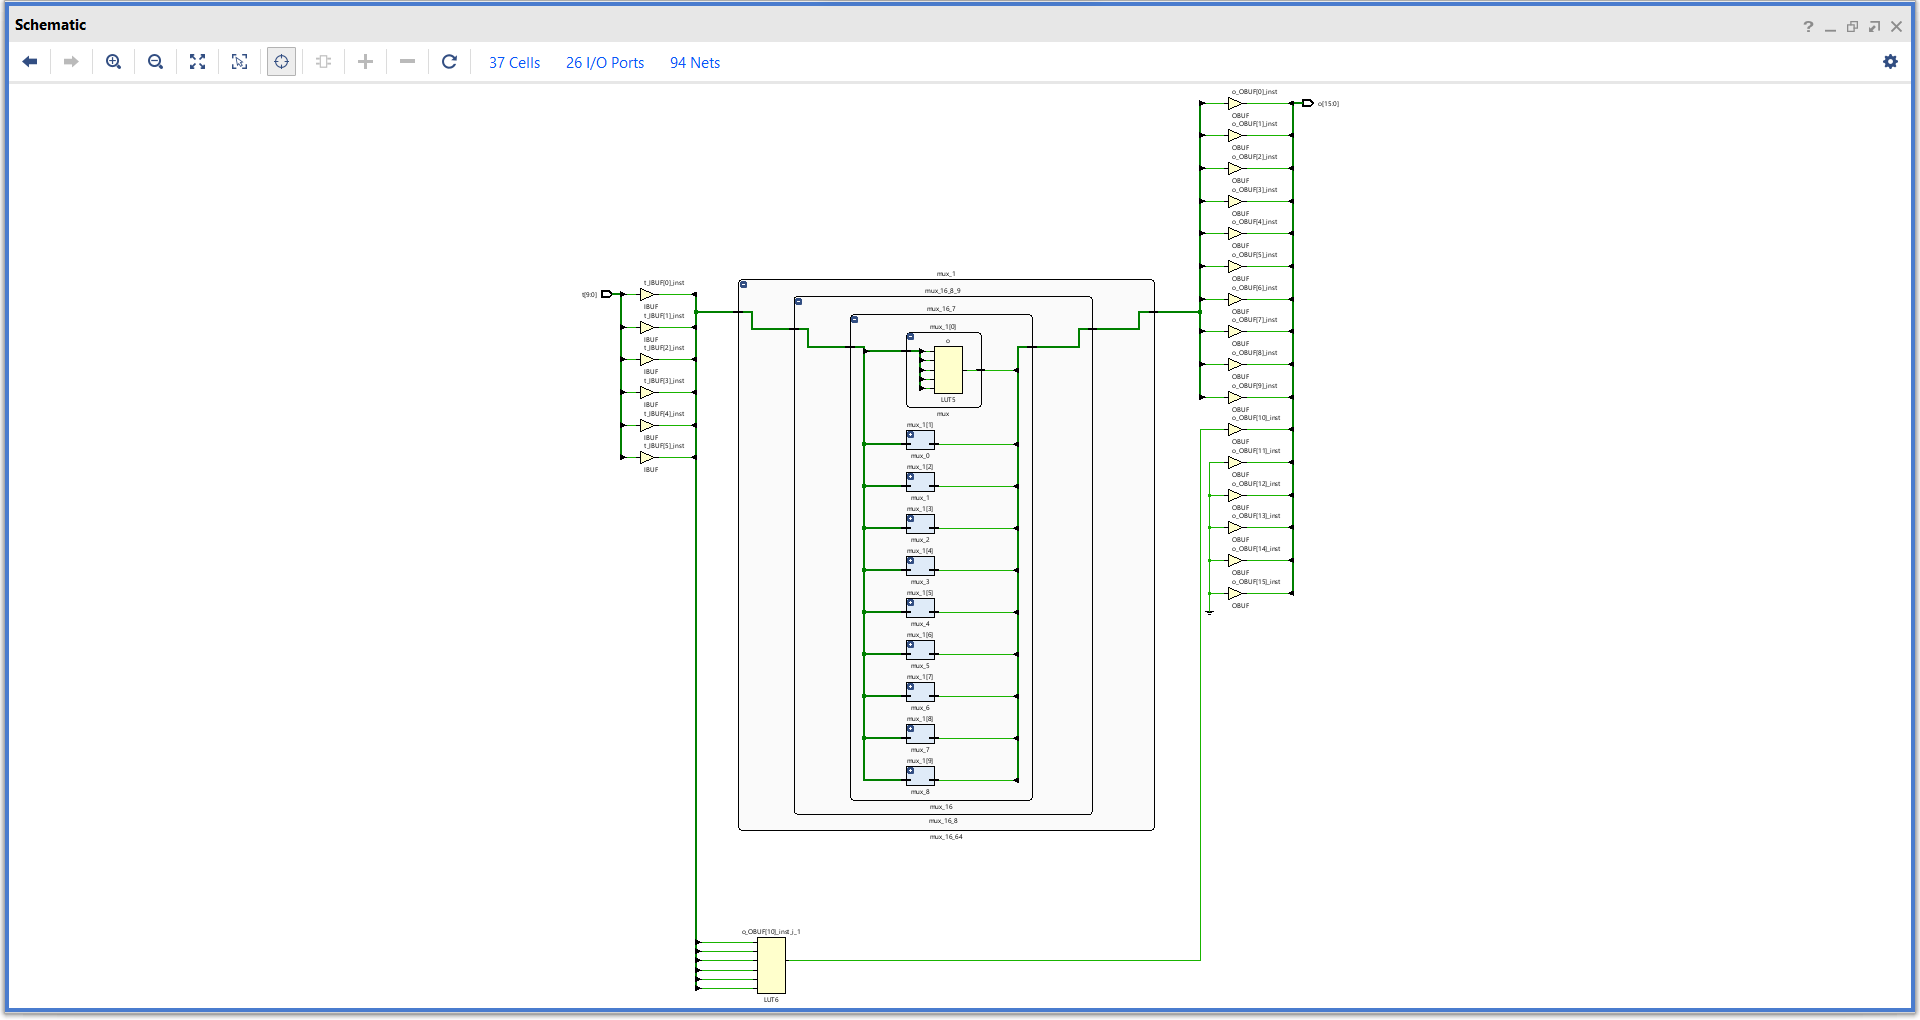 Schematic
37 Cells
26 I/O Ports
94 Nets
o_OBUF[0]_inst
o[15:0]
OBUF
o_OBUF[1]_inst
OBUF
o_OBUF[2]_inst
OBUF
o_OBUF[3]_inst
OBUF
o_OBUF[4]_inst
OBUF
o_OBUF[5]_inst
OBUF
o_OBUF[6]_inst
OBUF
o_OBUF[7]_inst
OBUF
o_OBUF[8]_inst
OBUF
o_OBUF[9]_inst
OBUF
o_OBUF[10]_inst
OBUF
o_OBUF[11]_inst
OBUF
o_OBUF[12]_inst
OBUF
o_OBUF[13]_inst
OBUF
o_OBUF[14]_inst
OBUF
o_OBUF[15]_inst
OBUF
t[9:0]
t_IBUF[0]_inst
IBUF
t_IBUF[1]_inst
IBUF
t_IBUF[2]_inst
IBUF
t_IBUF[3]_inst
IBUF
t_IBUF[4]_inst
IBUF
t_IBUF[5]_inst
IBUF
mux_1
mux_16_8_9
mux_16_7
mux_1[0]
o
LUT5
mux
mux_1[1]
mux_0
mux_1[2]
mux_1
mux_1[3]
mux_2
mux_1[4]
mux_3
mux_1[5]
mux_4
mux_1[6]
mux_5
mux_1[7]
mux_6
mux_1[8]
mux_7
mux_1[9]
mux_8
mux_16
mux_16_8
mux_16_64
o_OBUF[10]_inst_i_1
LUT6